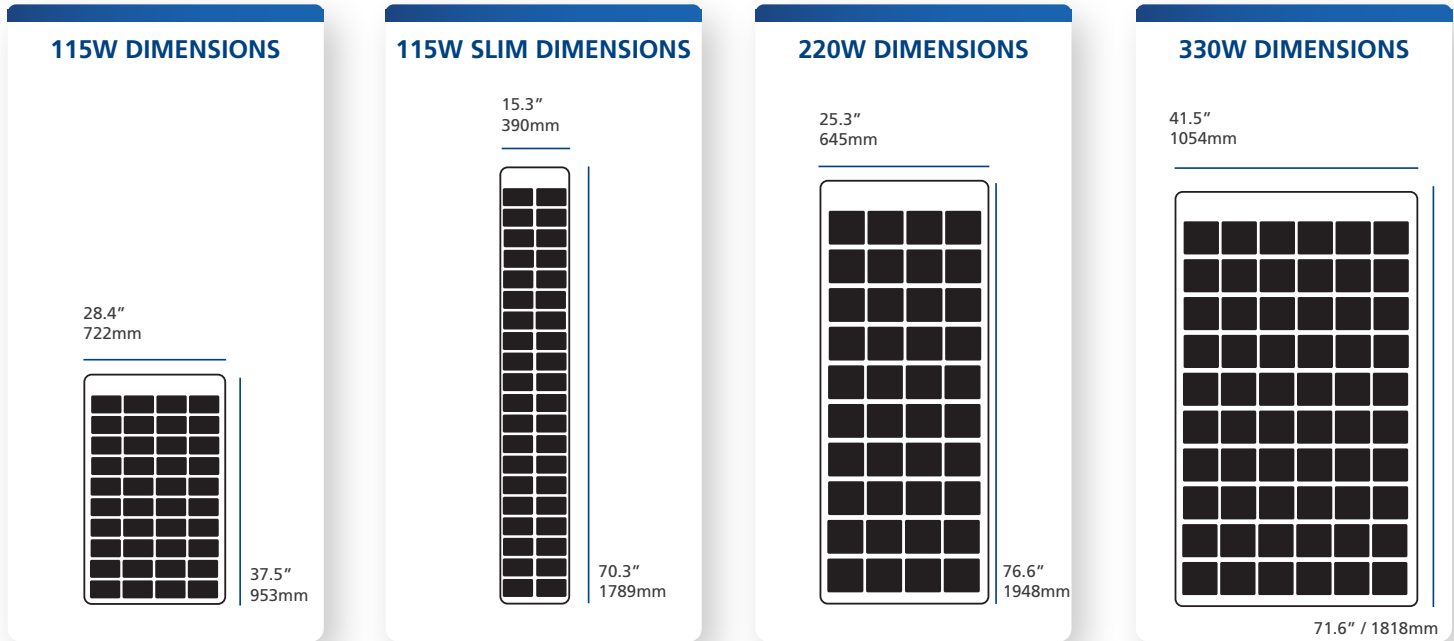 115W DIMENSIONS
28.4”
722mm
37.5”
953mm
115W SLIM DIMENSIONS
15.3”
390mm
70.3”
1789mm
220W DIMENSIONS
25.3”
645mm
76.6”
1948mm
330W DIMENSIONS
41.5”
1054mm
71.6” / 1818mm